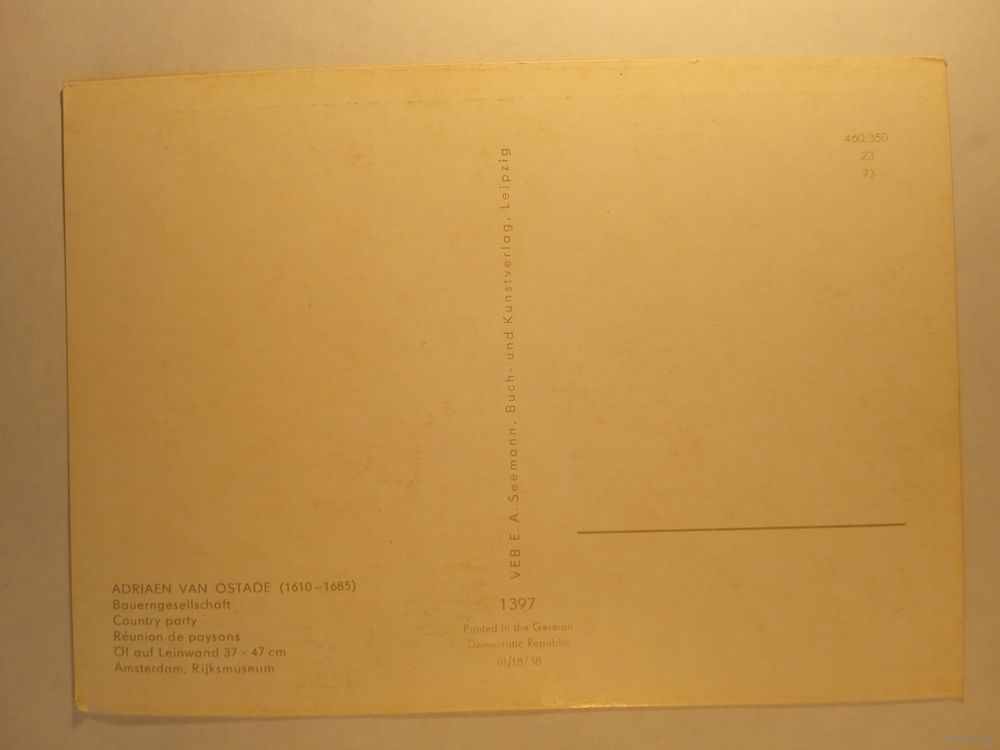 460.350
23
73
VEB E. A. Seemann, Buch- und Kunstverlag, Leipzig
ADRIAEN VAN OSTADE (1610–1685)
Bauerngesellschaft
Country party
Réunion de paysans
Öl auf Leinwand 37 × 47 cm
Amsterdam, Rijksmuseum
1397
Printed in the German
Democratic Republic
III/18/38